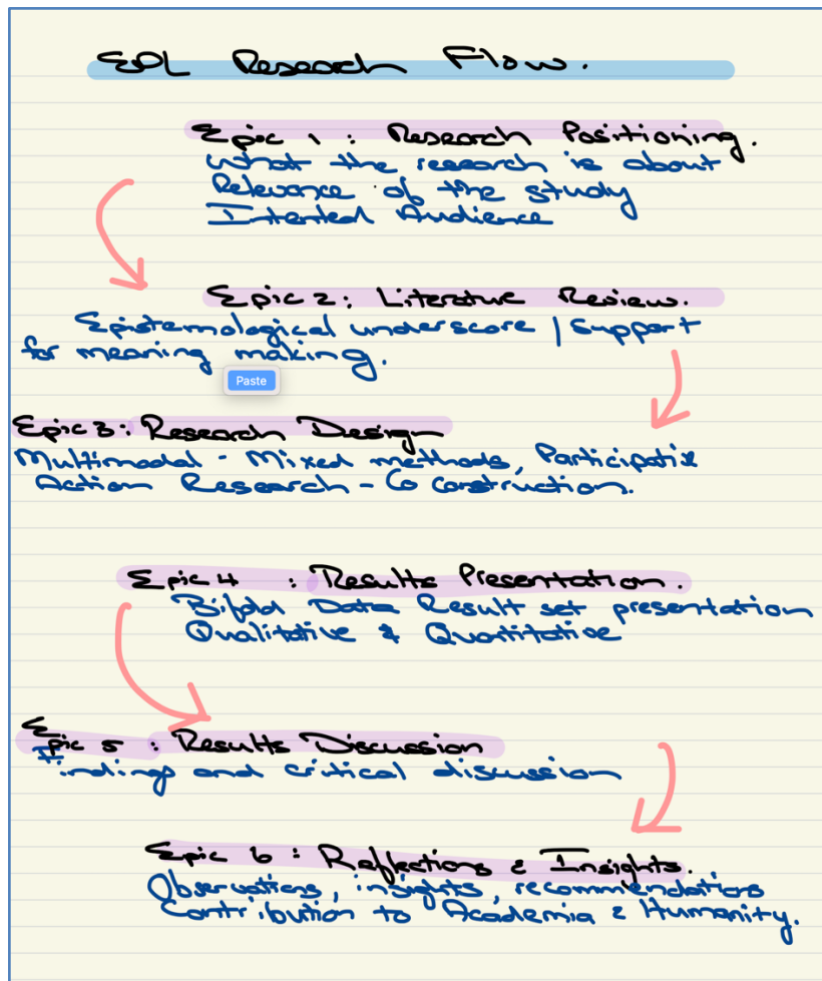 EPL Research Flow.
Epic 1 : Research Positioning.
What the research is about
Relevance of the study
Intented Audience
Epic 2: Literature Review.
Epistemological underscore / Support
for meaning making.
Paste
Epic 3: Research Design
Multimodal - Mixed methods, Participative
Action Research - Co Construction.
Epic 4 : Results Presentation.
Bifold Data Result set presentation
Qualitative & Quantitative
Epic 5 : Results Discussion
Findings and critical discussion
Epic 6 : Reflections & Insights.
Observations, insights, recommendations
Contribution to Academia & Humanity.